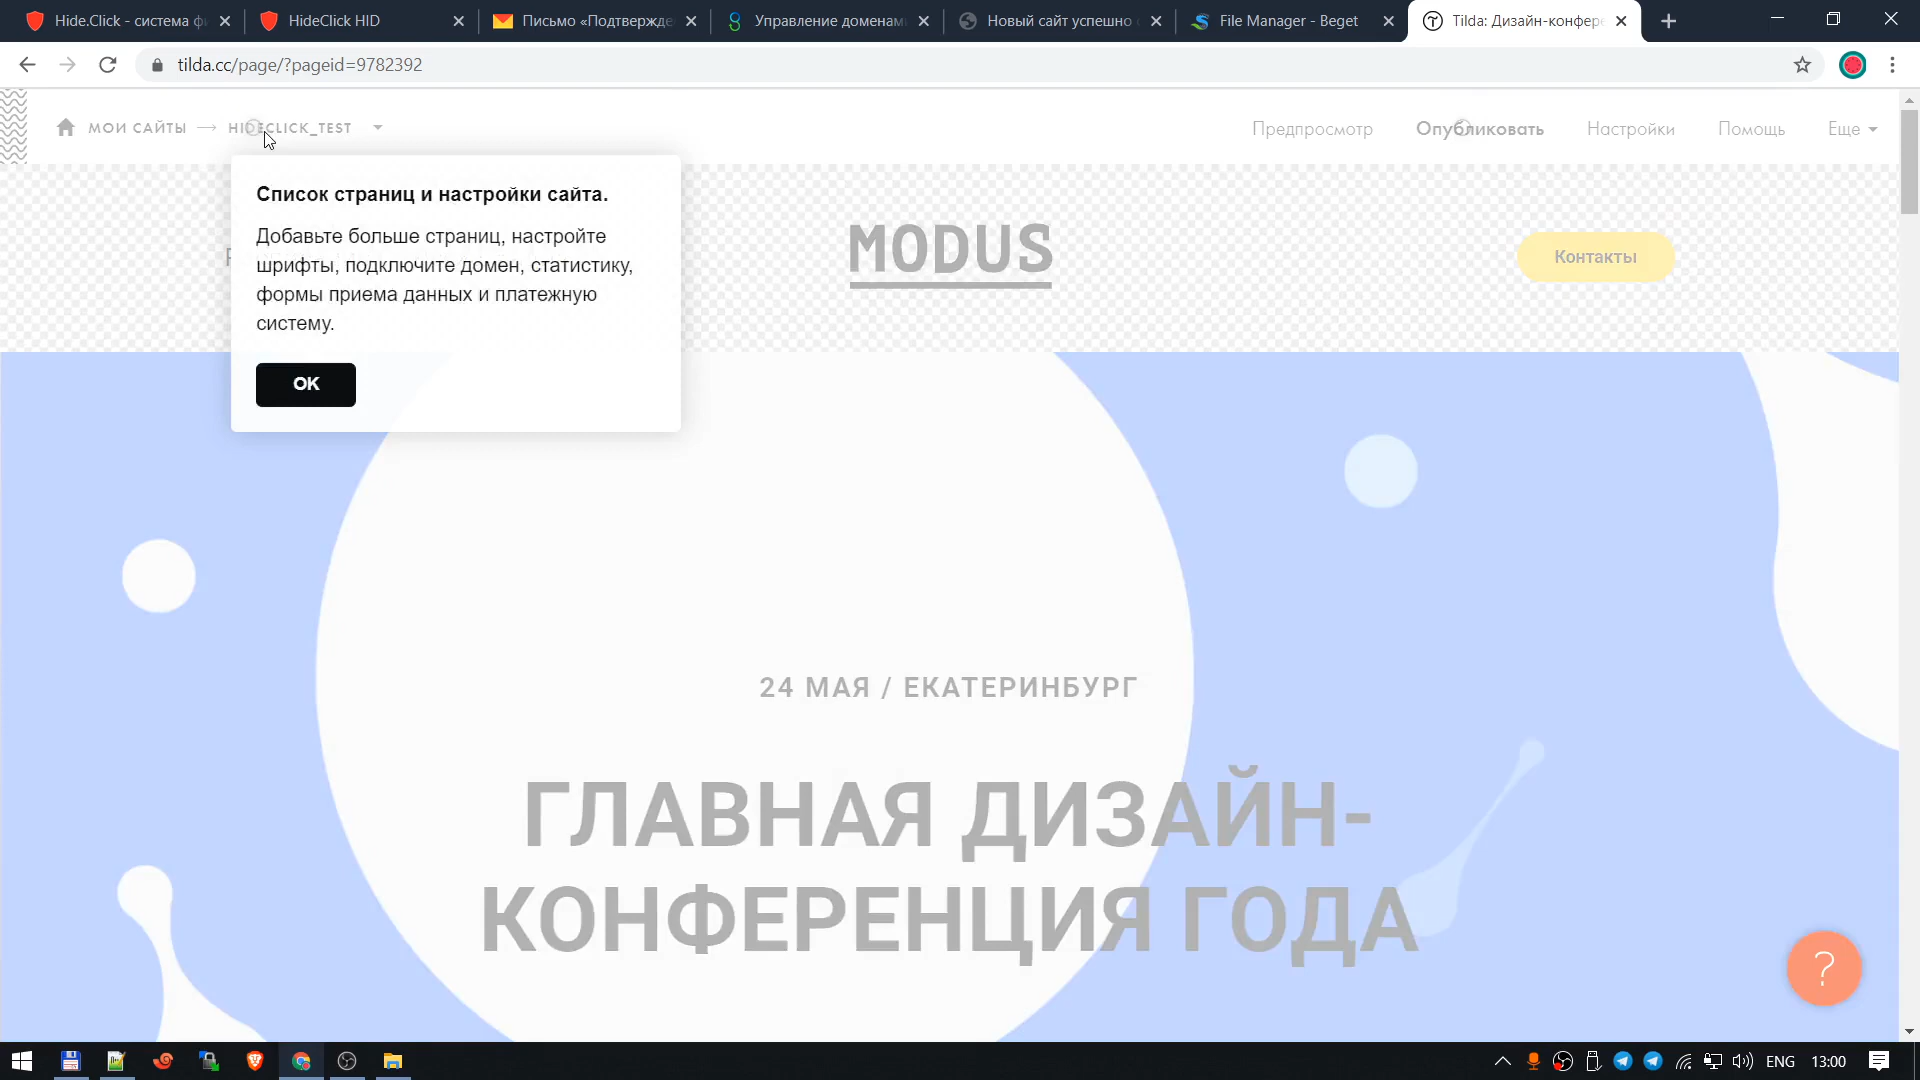 Hide.Click - система фи
HideClick HID
Письмо «Подтвержде
Управление доменам
Новый сайт успешно
File Manager - Beget
Tilda: Дизайн-конфере
tilda.cc/page/?pageid=9782392
МОИ САЙТЫ → HIDECLICK_TEST
Предпросмотр
Опубликовать
Настройки
Помощь
Еще
Список страниц и настройки сайта.
Добавьте больше страниц, настройте
шрифты, подключите домен, статистику,
формы приема данных и платежную
систему.
OK
MODUS
Контакты
24 МАЯ / ЕКАТЕРИНБУРГ
ГЛАВНАЯ ДИЗАЙН-
КОНФЕРЕНЦИЯ ГОДА
?
ENG
13:00